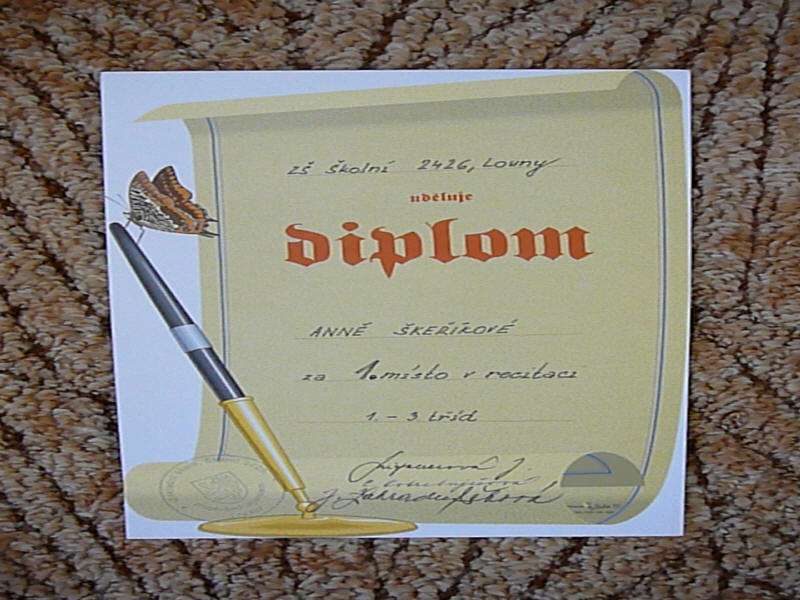 ZŠ Školní 2426, Louny
uděluje
diplom
ANNĚ ŠKEŘÍKOVÉ
za 1. místo v recitaci
1. - 3. tříd